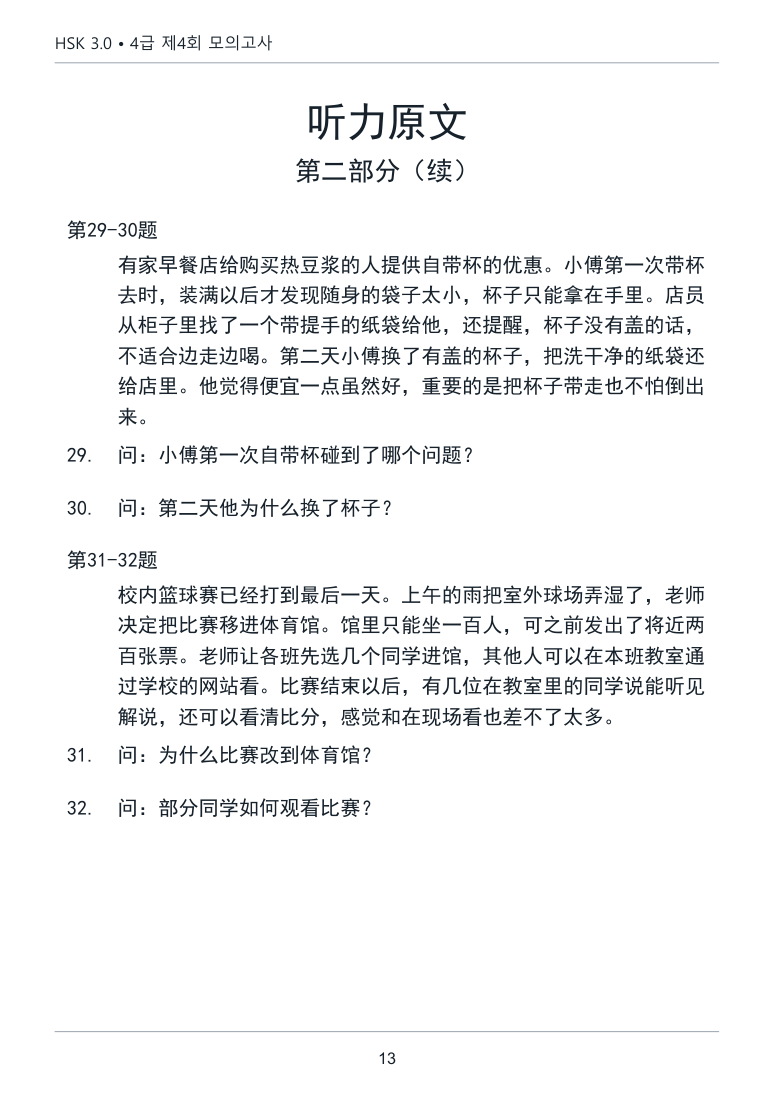 HSK 3.0 • 4급 제4회 모의고사
听力原文
第二部分（续）
第29-30题
有家早餐店给购买热豆浆的人提供自带杯的优惠。小傅第一次带杯
去时，装满以后才发现随身的袋子太小，杯子只能拿在手里。店员
从柜子里找了一个带提手的纸袋给他，还提醒，杯子没有盖的话，
不适合边走边喝。第二天小傅换了有盖的杯子，把洗干净的纸袋还
给店里。他觉得便宜一点虽然好，重要的是把杯子带走也不怕倒出
来。
29. 问：小傅第一次自带杯碰到了哪个问题？
30. 问：第二天他为什么换了杯子？
第31-32题
校内篮球赛已经打到最后一天。上午的雨把室外球场弄湿了，老师
决定把比赛移进体育馆。馆里只能坐一百人，可之前发出了将近两
百张票。老师让各班先选几个同学进馆，其他人可以在本班教室通
过学校的网站看。比赛结束以后，有几位在教室里的同学说能听见
解说，还可以看清比分，感觉和在现场看也差不了太多。
31. 问：为什么比赛改到体育馆？
32. 问：部分同学如何观看比赛？
13